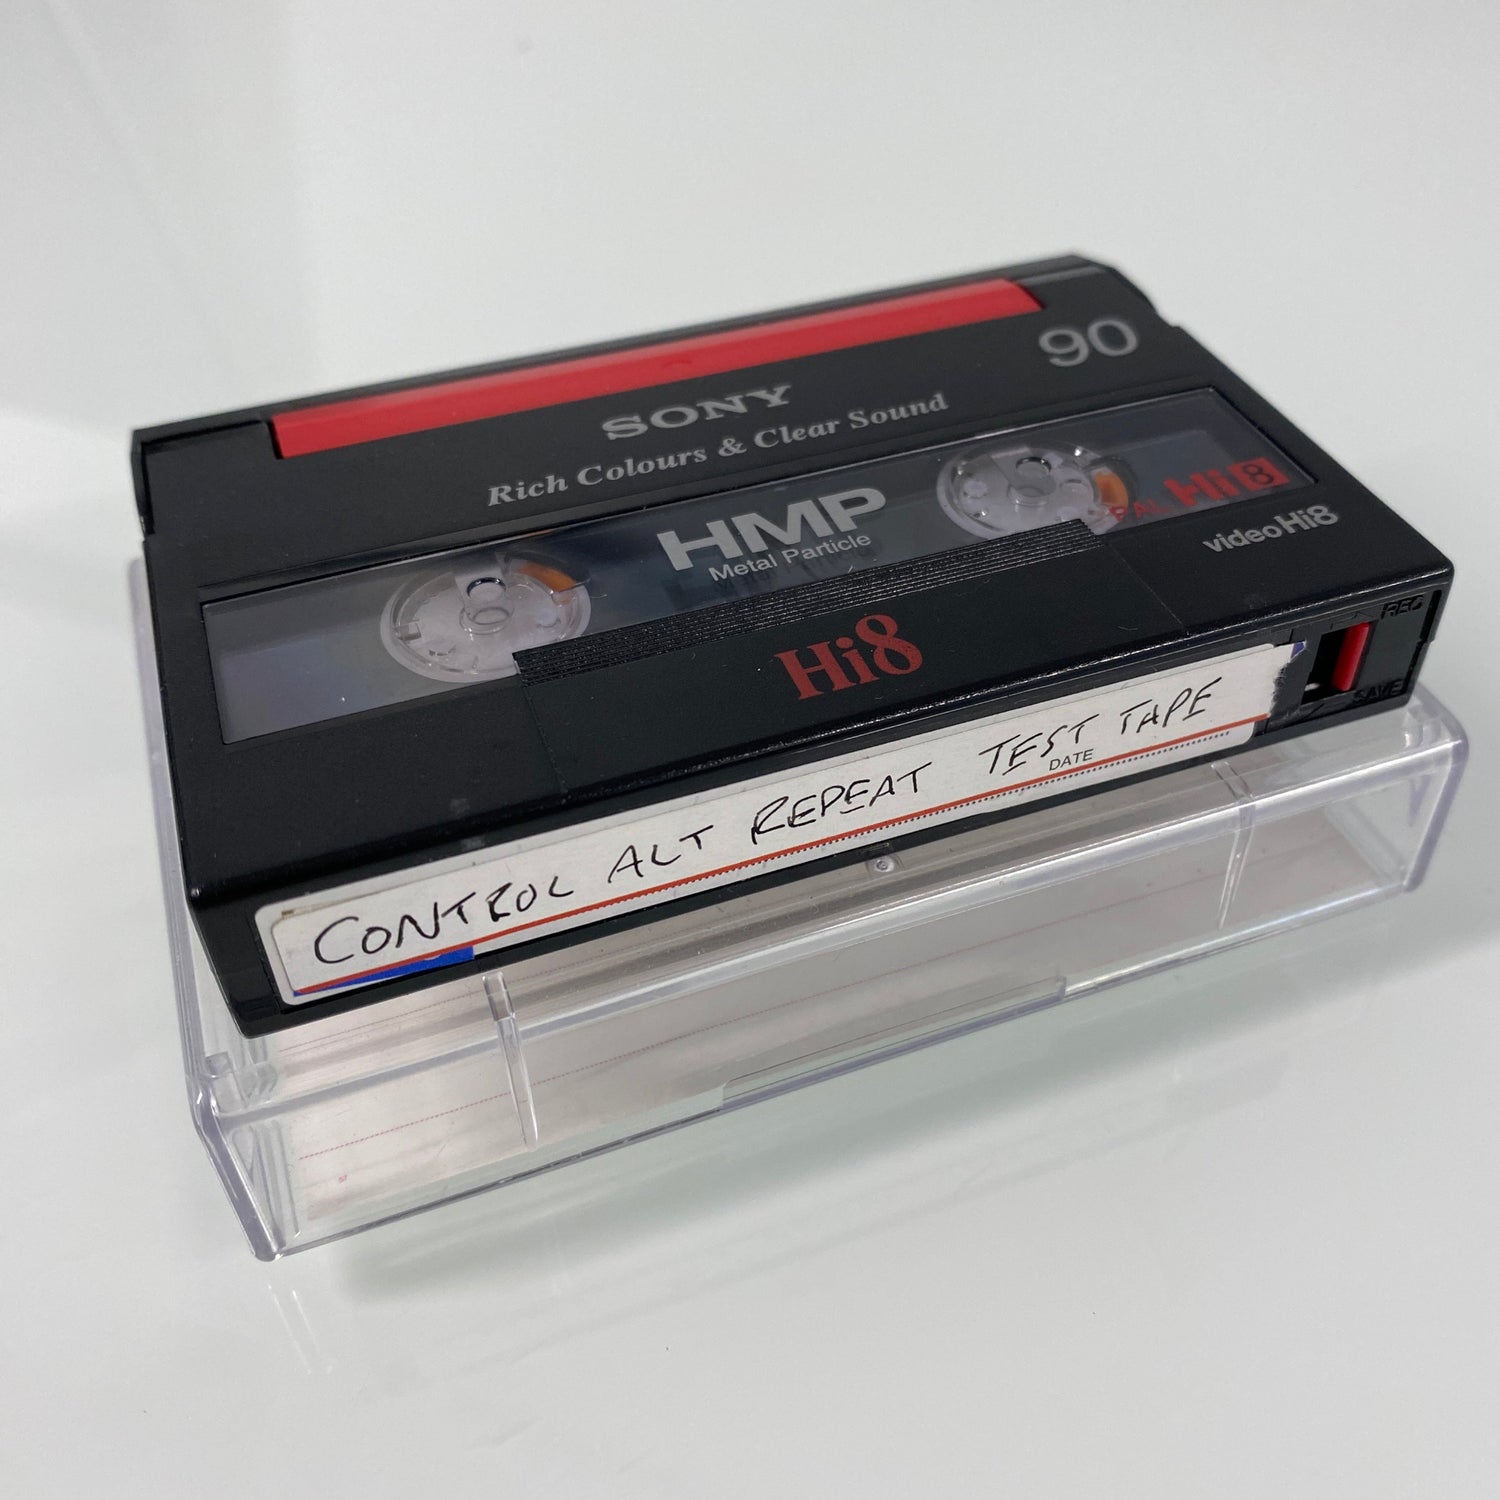 90
SONY
Rich Colours & Clear Sound
HMP
Metal Particle
PAL Hi8
video Hi8
Hi8
REC
SAVE
CONTROL ALT REPEAT TEST TAPE
DATE